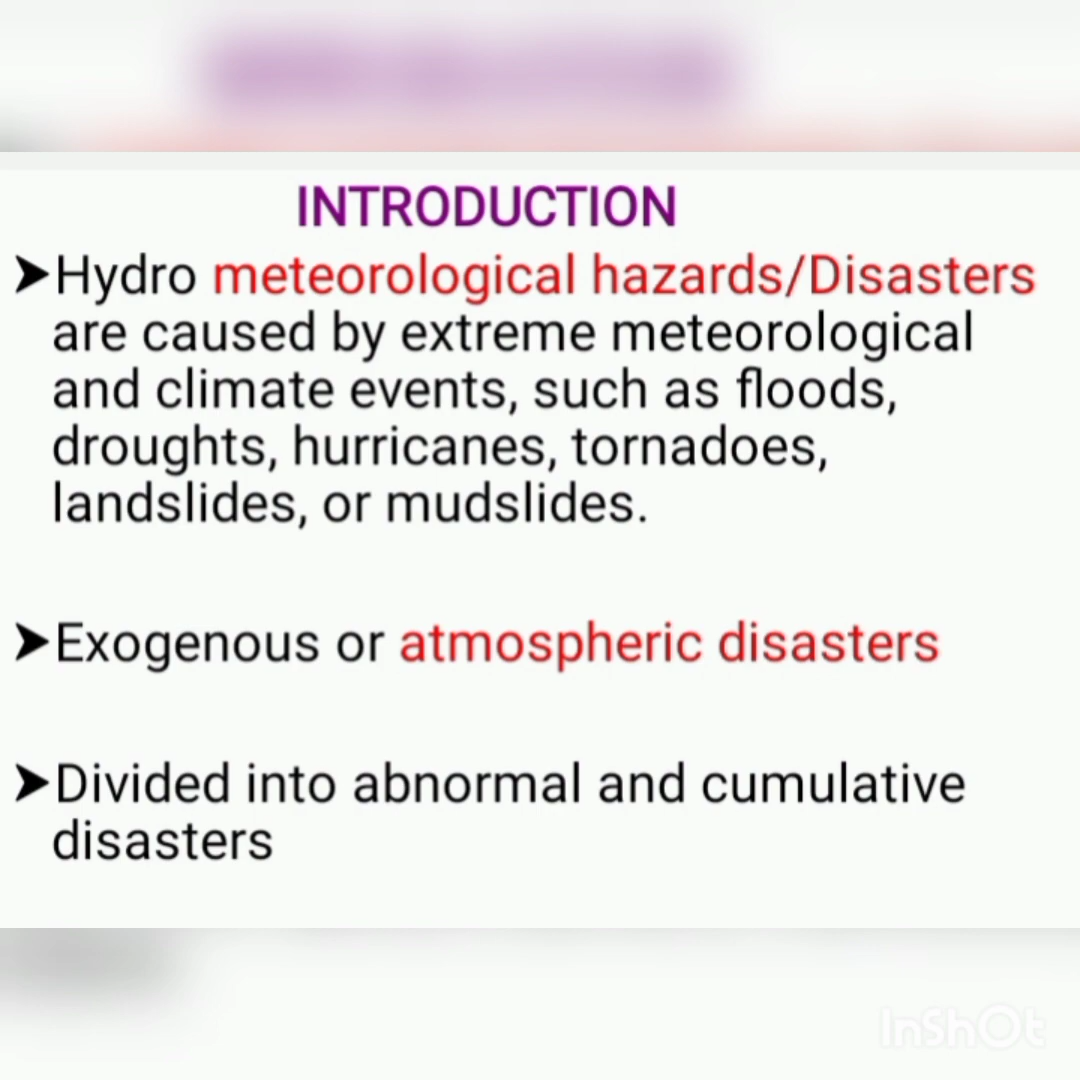 INTRODUCTION
➤Hydro meteorological hazards/Disasters
are caused by extreme meteorological
and climate events, such as floods,
droughts, hurricanes, tornadoes,
landslides, or mudslides.
➤Exogenous or atmospheric disasters
➤Divided into abnormal and cumulative
disasters
InShOt